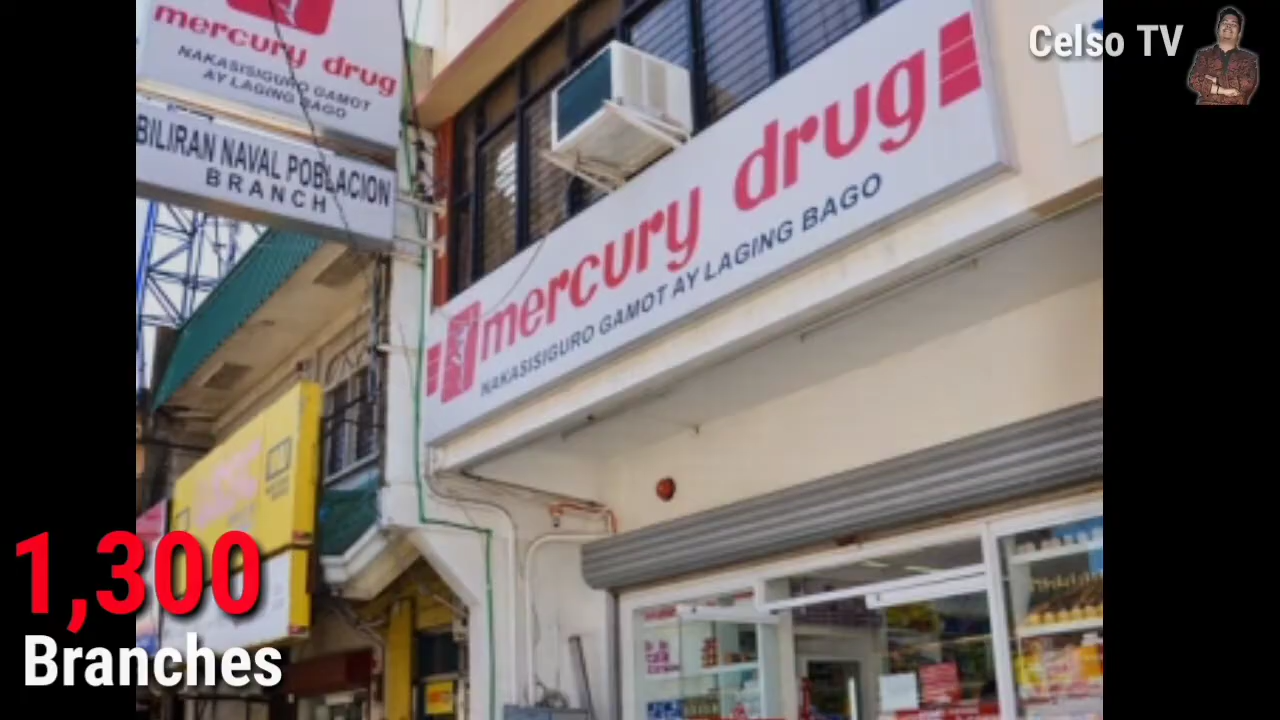 Celso TV
mercury drug
NAKASISIGURO GAMOT
AY LAGING BAGO
BILIRAN NAVAL POBLACION
BRANCH
mercury drug
NAKASISIGURO GAMOT AY LAGING BAGO
1,300
Branches